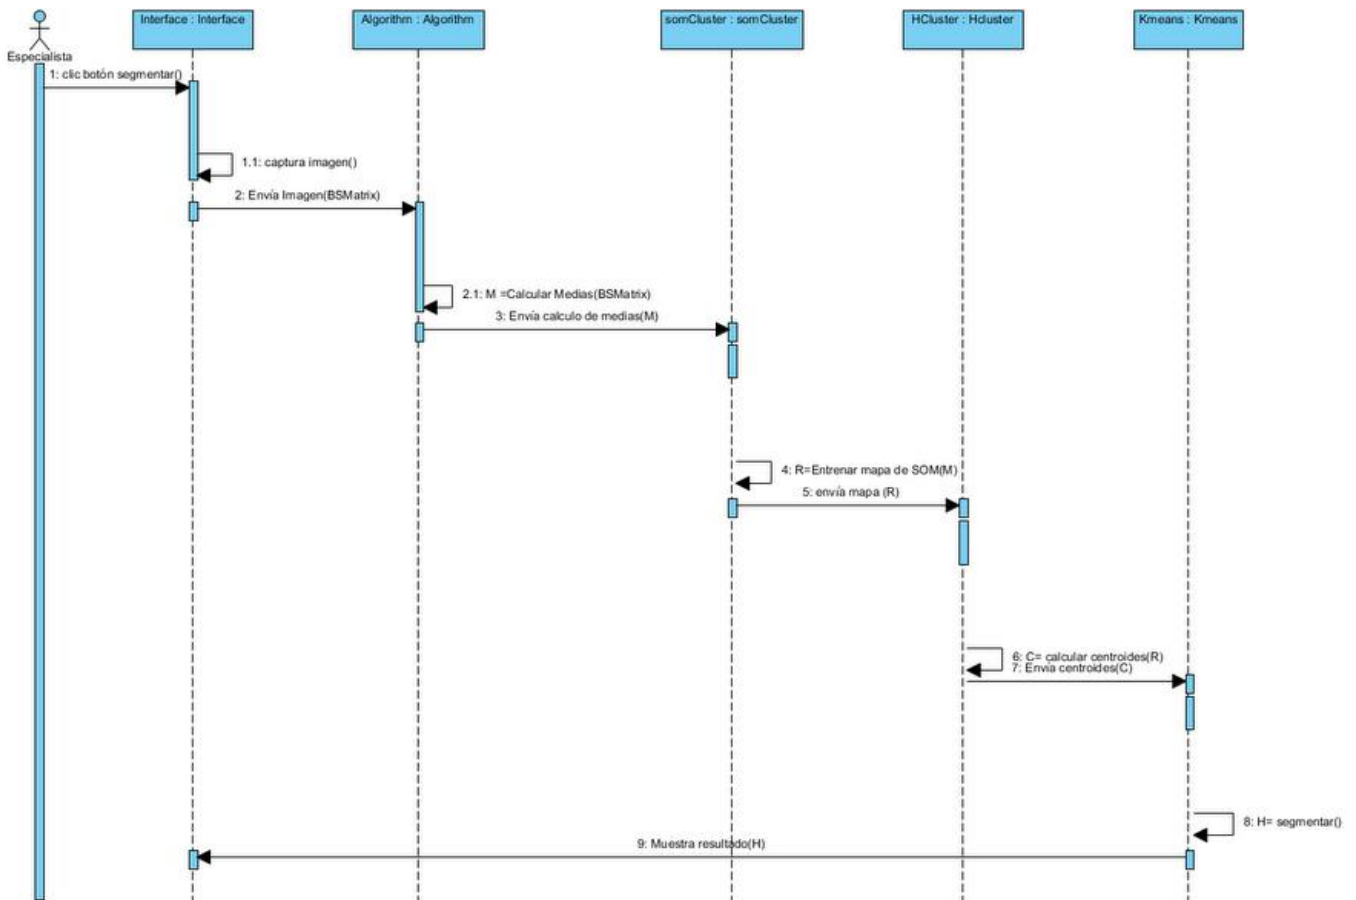 Interface : Interface
Algorithm : Algorithm
somCluster : somCluster
HCluster : Hcluster
Kmeans : Kmeans
Especialista
1: clic botón segmentar()
1.1: captura imagen()
2: Envía Imagen(BSMatrix)
2.1: M =Calcular Medias(BSMatrix)
3: Envía calculo de medias(M)
4: R=Entrenar mapa de SOM(M)
5: envía mapa (R)
6: C= calcular centroides(R)
7: Envía centroides(C)
8: H= segmentar()
9: Muestra resultado(H)